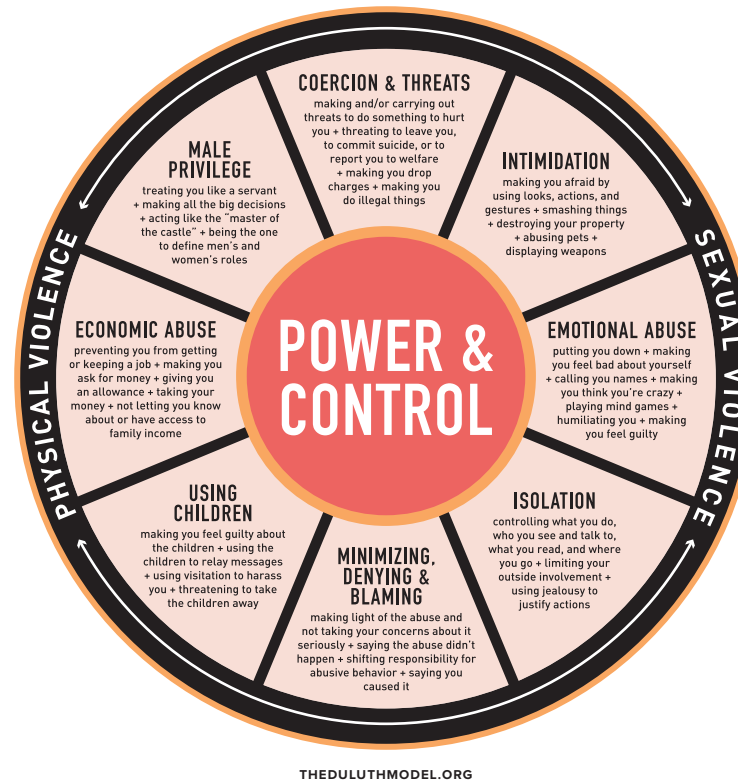 COERCION & THREATS
making and/or carrying out
threats to do something to hurt
you + threating to leave you,
to commit suicide, or to
report you to welfare
+ making you drop
charges + making you
do illegal things
INTIMIDATION
making you afraid by
using looks, actions, and
gestures + smashing things
+ destroying your property
+ abusing pets +
displaying weapons
EMOTIONAL ABUSE
putting you down + making
you feel bad about yourself
+ calling you names + making
you think you're crazy +
playing mind games +
humiliating you + making
you feel guilty
ISOLATION
controlling what you do,
who you see and talk to,
what you read, and where
you go + limiting your
outside involvement +
using jealousy to
justify actions
MINIMIZING,
DENYING &
BLAMING
making light of the abuse and
not taking your concerns about it
seriously + saying the abuse didn't
happen + shifting responsibility for
abusive behavior + saying you
caused it
USING
CHILDREN
making you feel guilty about
the children + using the
children to relay messages
+ using visitation to harass
you + threatening to take
the children away
ECONOMIC ABUSE
preventing you from getting
or keeping a job + making you
ask for money + giving you
an allowance + taking your
money + not letting you know
about or have access to
family income
MALE
PRIVILEGE
treating you like a servant
+ making all the big decisions
+ acting like the "master of
the castle" + being the one
to define men's and
women's roles
POWER &
CONTROL
PHYSICAL VIOLENCE
SEXUAL VIOLENCE
THEDULUTHMODEL.ORG